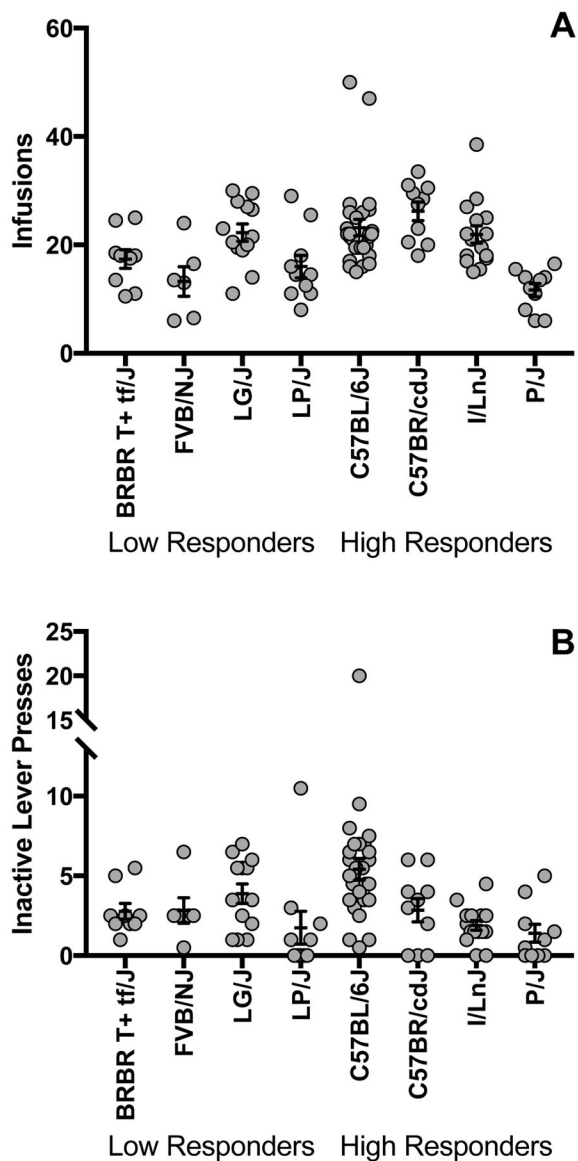 A
60
40
20
0
Infusions
BRBR T+ tf/J
FVB/NJ
LG/J
LP/J
C57BL/6J
C57BR/cdJ
I/LnJ
P/J
Low Responders High Responders
B
25
20
15
10
5
0
Inactive Lever Presses
BRBR T+ tf/J
FVB/NJ
LG/J
LP/J
C57BL/6J
C57BR/cdJ
I/LnJ
P/J
Low Responders High Responders